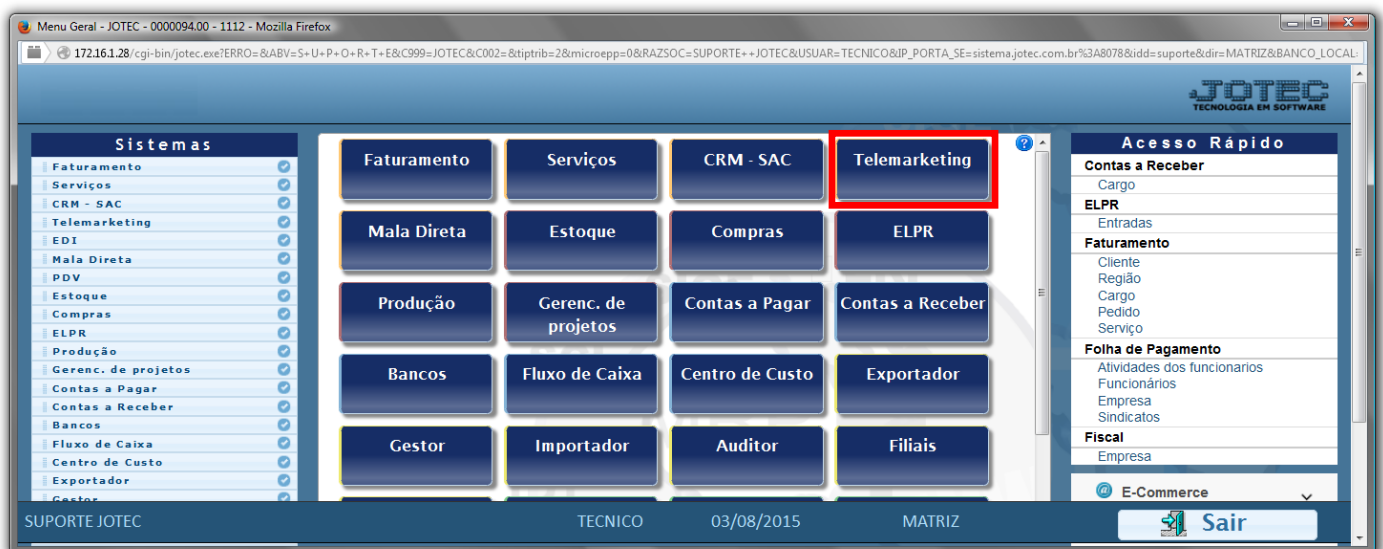 Menu Geral - JOTEC - 0000094.00 - 1112 - Mozilla Firefox
172.16.1.28/cgi-bin/jotec.exe?ERRO=&ABV=S+U+P+O+R+T+E&C999=JOTEC&C002=&tiptrib=2&microepp=0&RAZSOC=SUPORTE++JOTEC&USUAR=TECNICO&IP_PORTA_SE=sistema.jotec.com.br%3A8078&idd=suporte&dir=MATRIZ&BANCO_LOCAL
JOTEC
TECNOLOGIA EM SOFTWARE
Sistemas
Faturamento
Serviços
CRM - SAC
Telemarketing
EDI
Mala Direta
PDV
Estoque
Compras
ELPR
Produção
Gerenc. de projetos
Contas a Pagar
Contas a Receber
Bancos
Fluxo de Caixa
Centro de Custo
Exportador
Gestor
Faturamento
Serviços
CRM - SAC
Telemarketing
Mala Direta
Estoque
Compras
ELPR
Produção
Gerenc. de
projetos
Contas a Pagar
Contas a Receber
Bancos
Fluxo de Caixa
Centro de Custo
Exportador
Gestor
Importador
Auditor
Filiais
Acesso Rápido
Contas a Receber
Cargo
ELPR
Entradas
Faturamento
Cliente
Região
Cargo
Pedido
Serviço
Folha de Pagamento
Atividades dos funcionarios
Funcionários
Empresa
Sindicatos
Fiscal
Empresa
E-Commerce
SUPORTE JOTEC
TECNICO
03/08/2015
MATRIZ
Sair